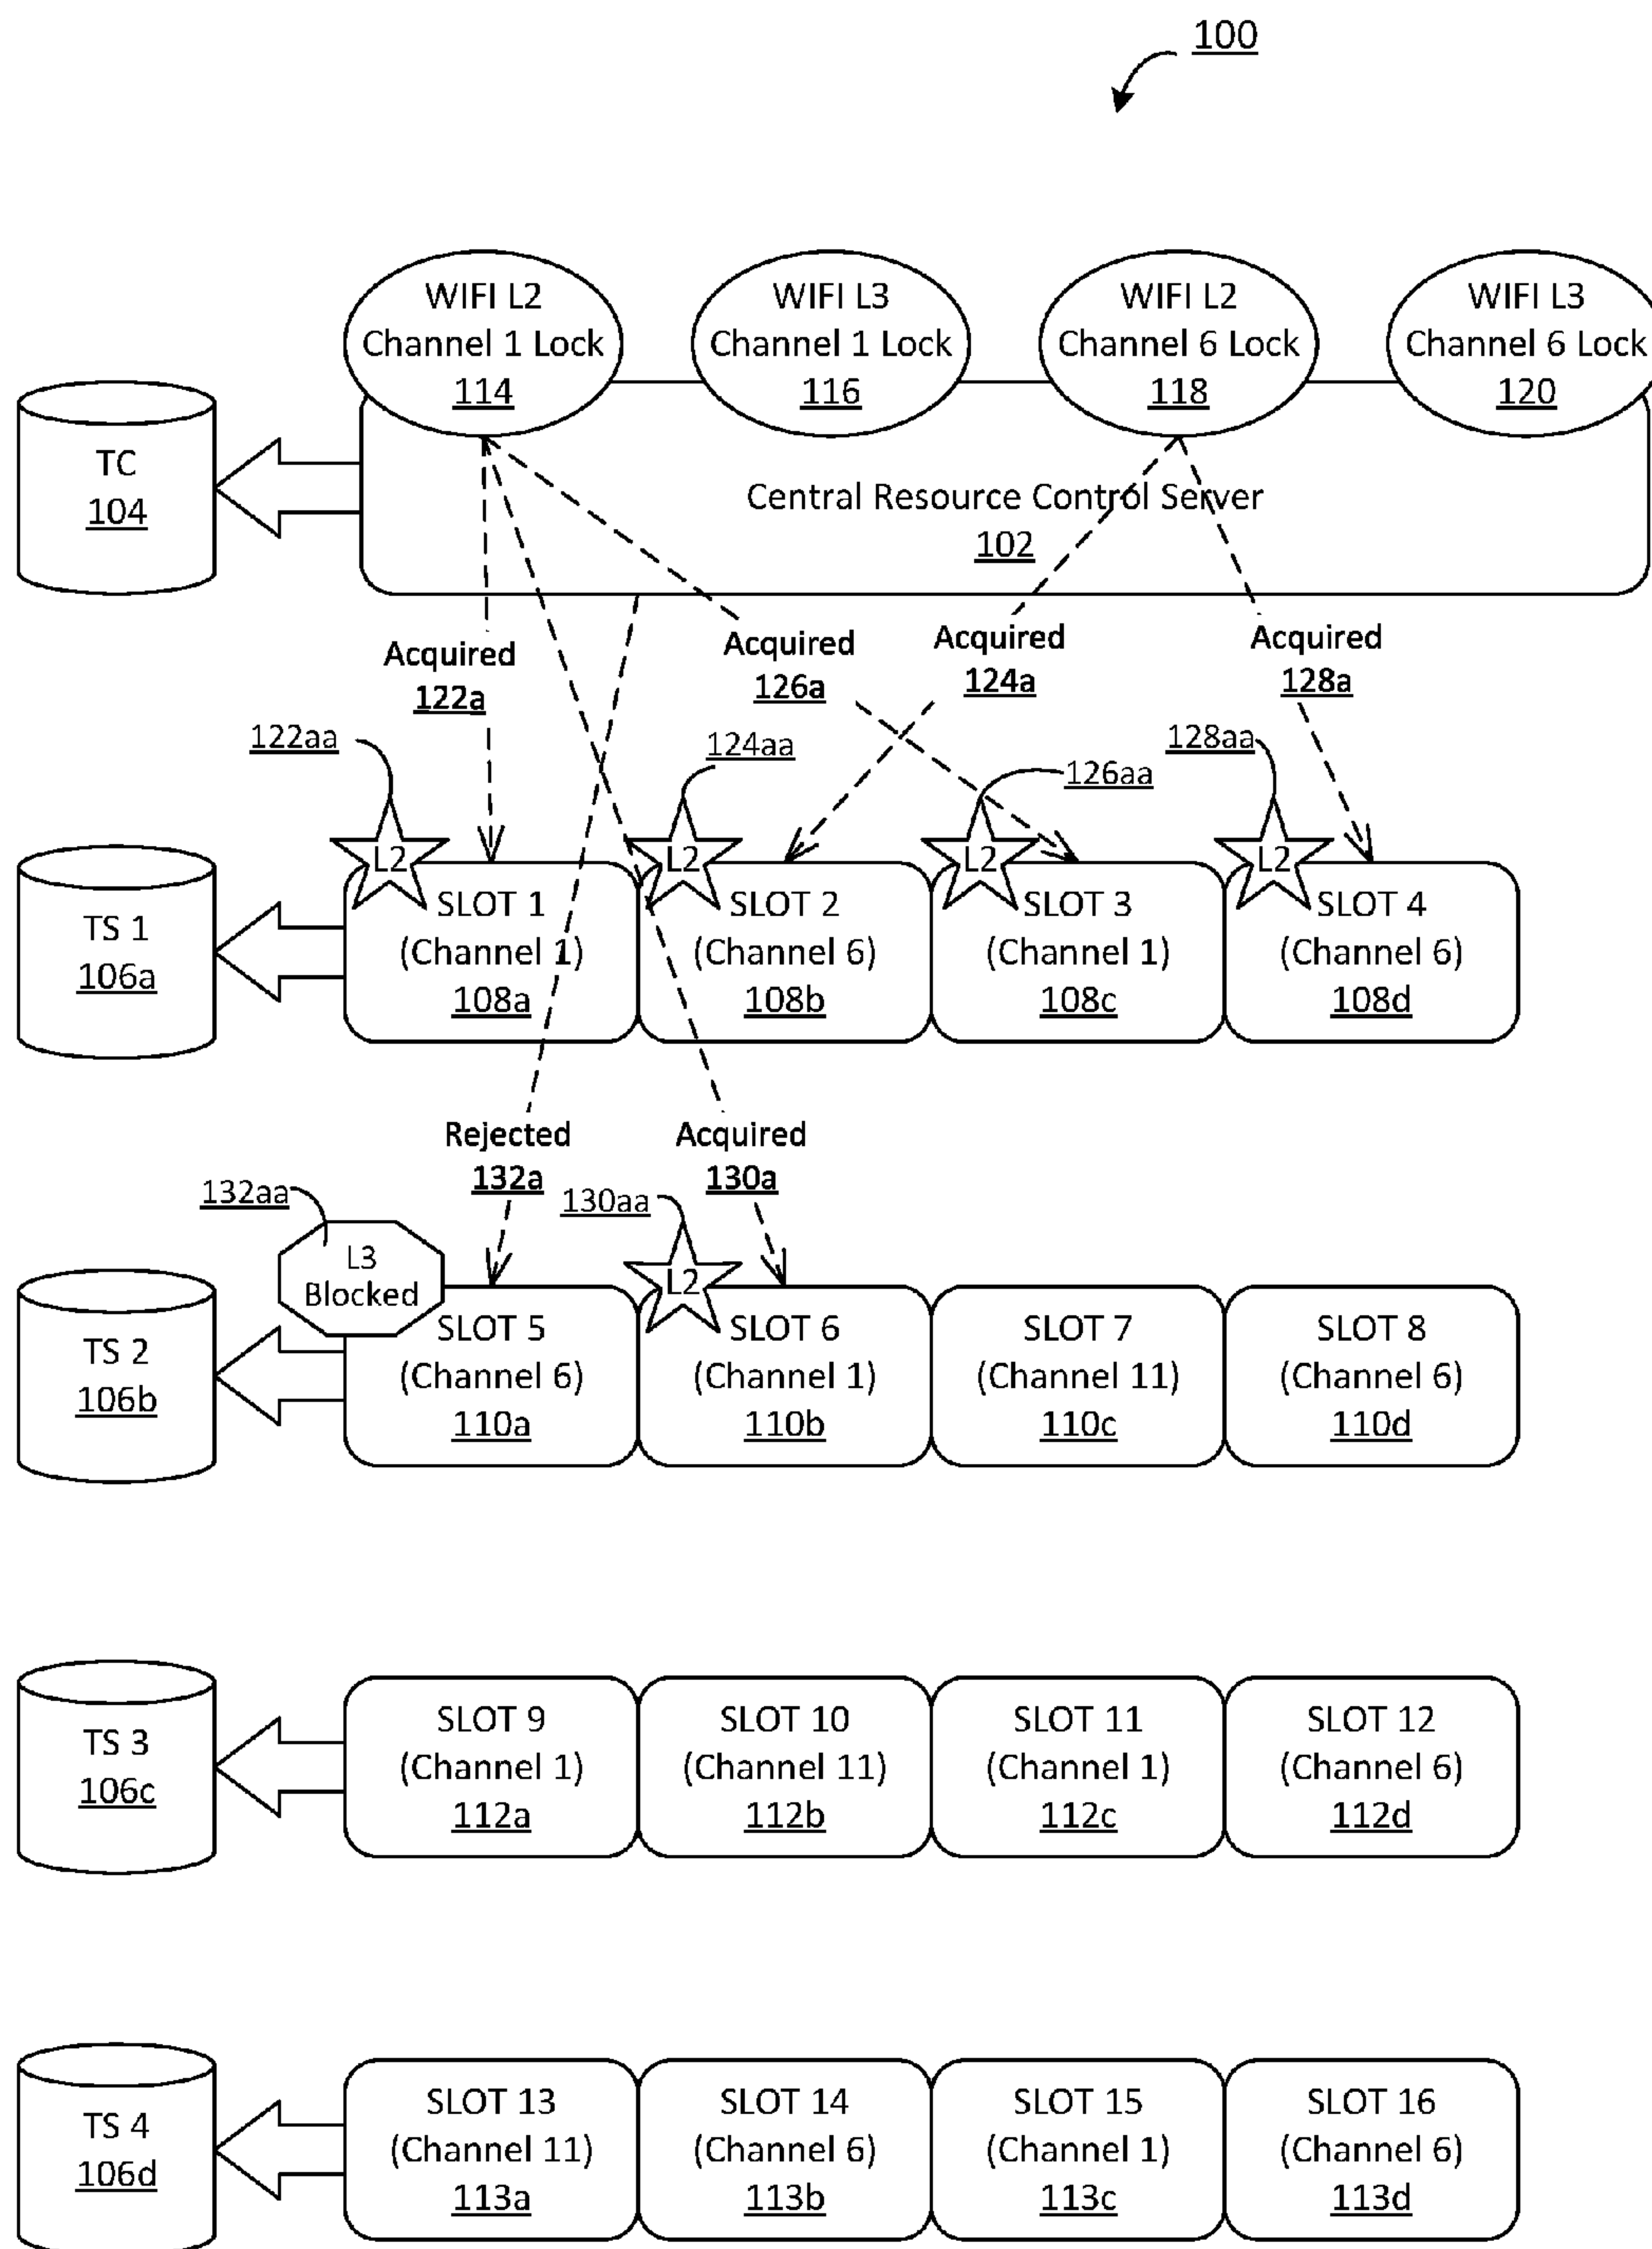 100
WIFI L2
Channel 1 Lock
114
WIFI L3
Channel 1 Lock
116
WIFI L2
Channel 6 Lock
118
WIFI L3
Channel 6 Lock
120
TC
104
Central Resource Control Server
102
Acquired
122a
Acquired
126a
Acquired
124a
Acquired
128a
122aa
124aa
126aa
128aa
TS 1
106a
L2
SLOT 1
(Channel 1)
108a
L2
SLOT 2
(Channel 6)
108b
L2
SLOT 3
(Channel 1)
108c
L2
SLOT 4
(Channel 6)
108d
Rejected
132a
Acquired
130a
132aa
130aa
TS 2
106b
L3
Blocked
SLOT 5
(Channel 6)
110a
L2
SLOT 6
(Channel 1)
110b
SLOT 7
(Channel 11)
110c
SLOT 8
(Channel 6)
110d
TS 3
106c
SLOT 9
(Channel 1)
112a
SLOT 10
(Channel 11)
112b
SLOT 11
(Channel 1)
112c
SLOT 12
(Channel 6)
112d
TS 4
106d
SLOT 13
(Channel 11)
113a
SLOT 14
(Channel 6)
113b
SLOT 15
(Channel 1)
113c
SLOT 16
(Channel 6)
113d